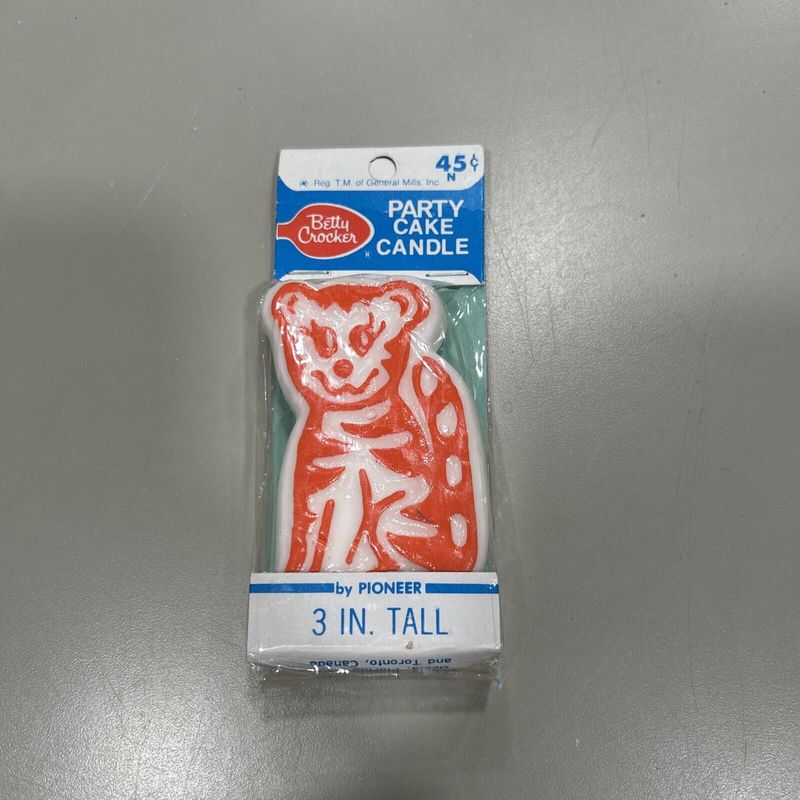 45¢
N
(R) Reg. T.M. of General Mills, Inc.
Betty
Crocker
PARTY
CAKE
CANDLE
by PIONEER
3 IN. TALL
and Toronto, Canada